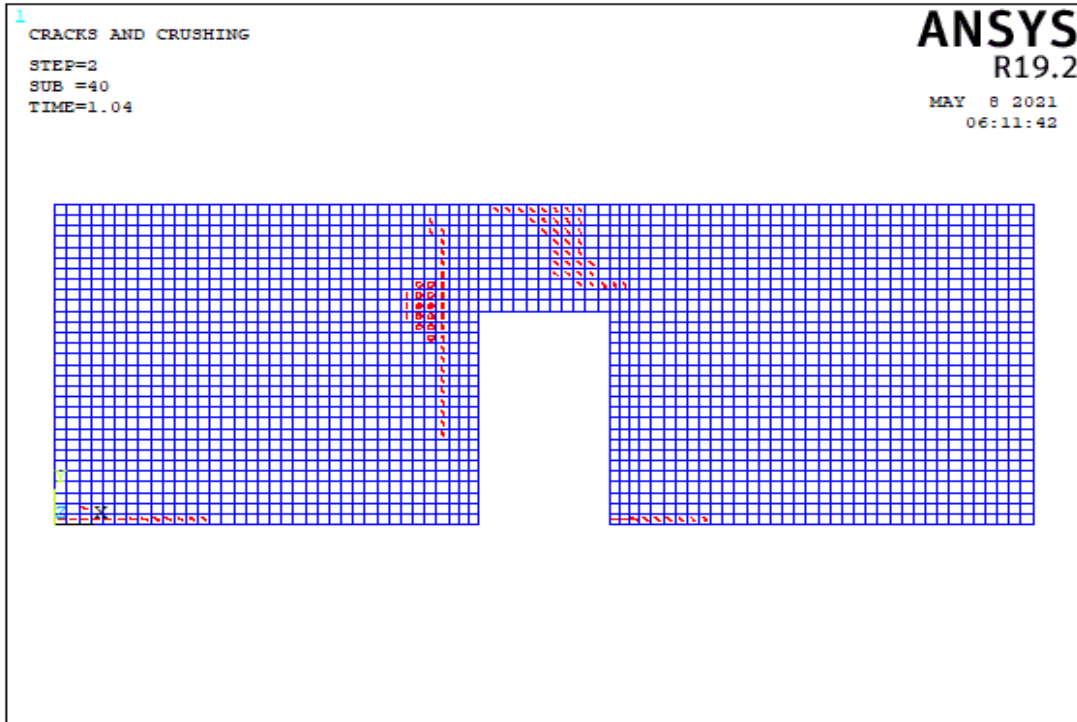 1
CRACKS AND CRUSHING
STEP=2
SUB =40
TIME=1.04
ANSYS
R19.2
MAY 8 2021
06:11:42
Y
Z X